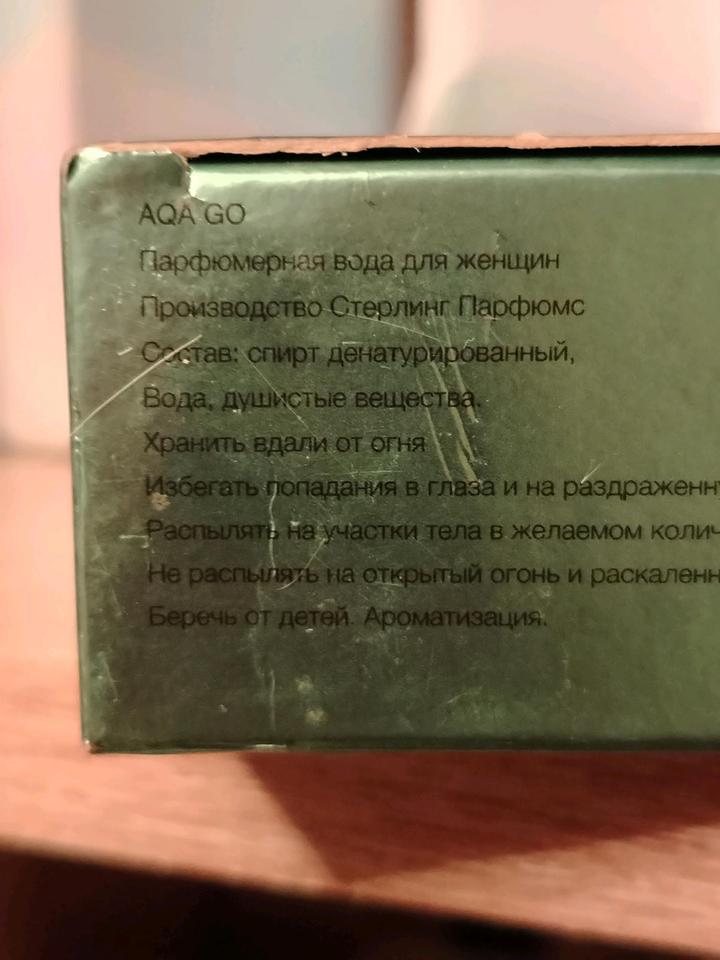 AQA GO
Парфюмерная вода для женщин
Производство Стерлинг Парфюмс
Состав: спирт денатурированный,
Вода, душистые вещества.
Хранить вдали от огня
Избегать попадания в глаза и на раздраженн
Распылять на участки тела в желаемом колич
Не распылять на открытый огонь и раскаленн
Беречь от детей. Ароматизация.